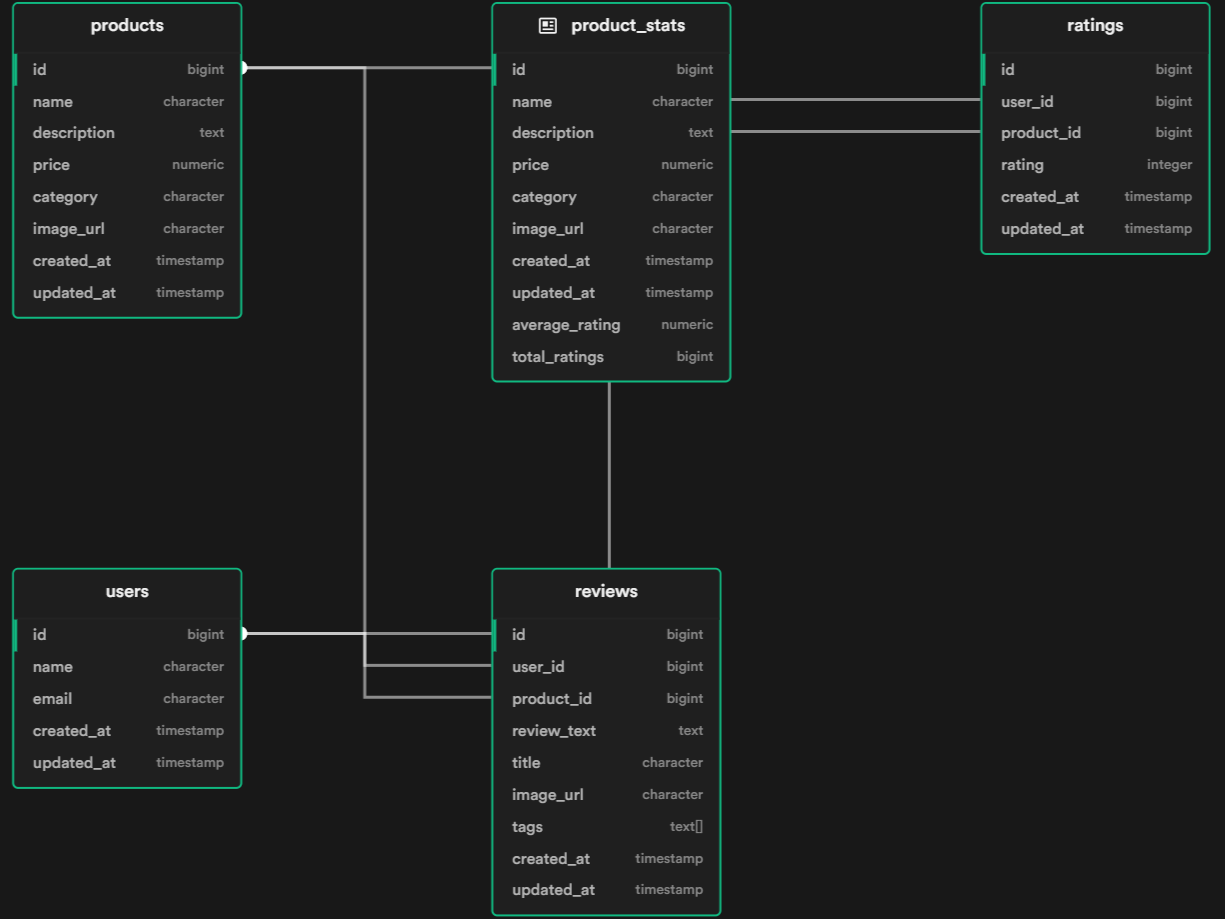 products
id bigint
name character
description text
price numeric
category character
image_url character
created_at timestamp
updated_at timestamp
product_stats
id bigint
name character
description text
price numeric
category character
image_url character
created_at timestamp
updated_at timestamp
average_rating numeric
total_ratings bigint
ratings
id bigint
user_id bigint
product_id bigint
rating integer
created_at timestamp
updated_at timestamp
users
id bigint
name character
email character
created_at timestamp
updated_at timestamp
reviews
id bigint
user_id bigint
product_id bigint
review_text text
title character
image_url character
tags text[]
created_at timestamp
updated_at timestamp